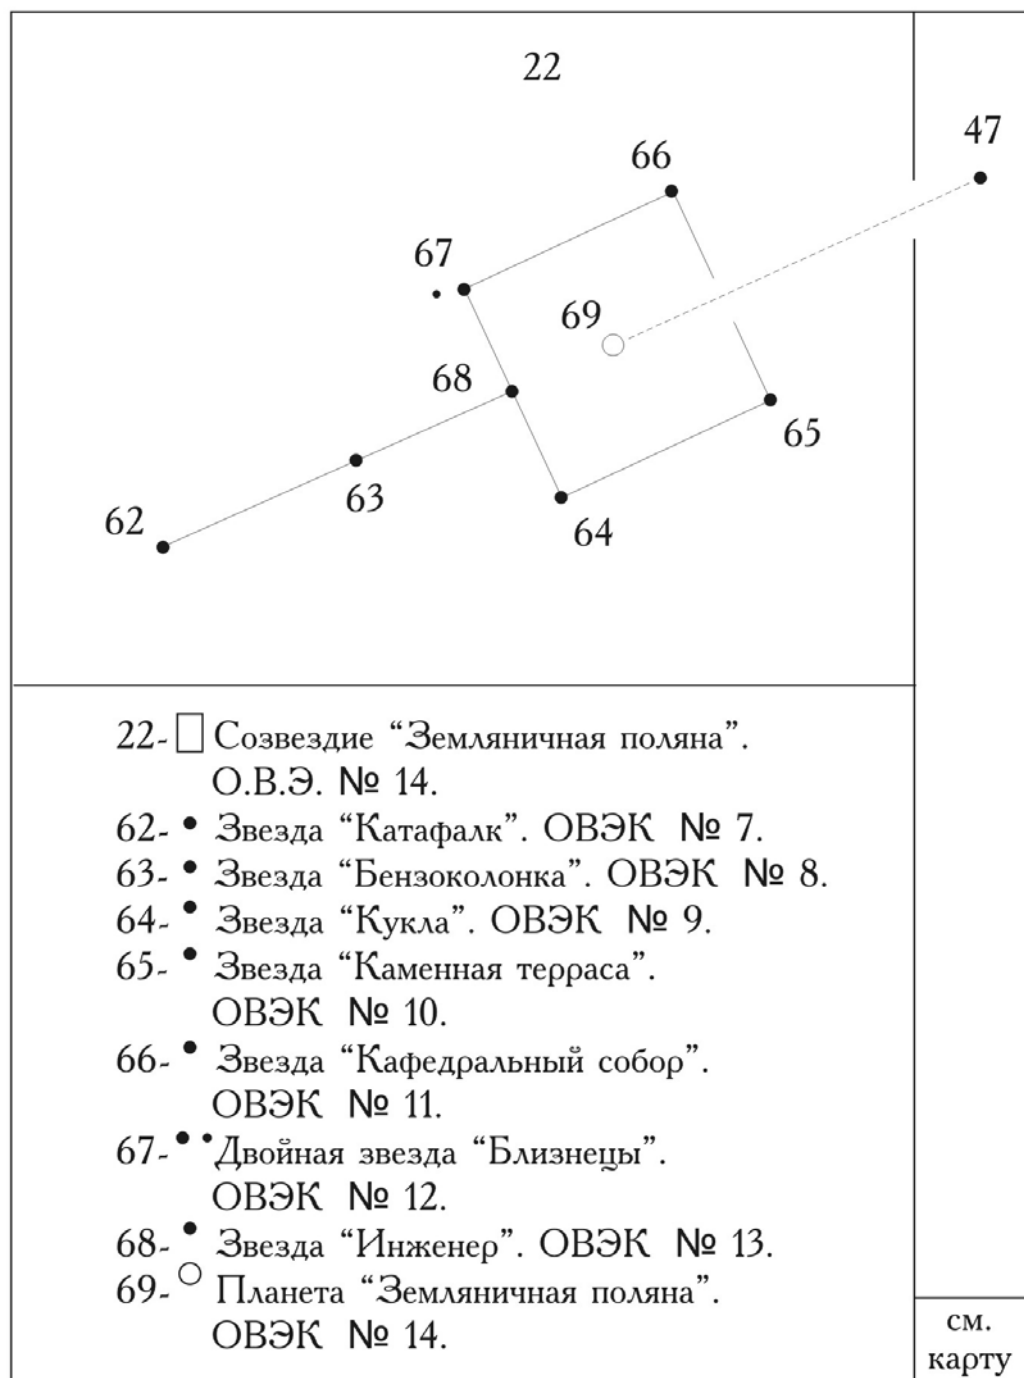 22
47
66
67
69
68
65
63
62
64
22- Созвездие “Земляничная поляна”.
О.В.Э. № 14.
62- Звезда “Катафалк”. ОВЭК № 7.
63- Звезда “Бензоколонка”. ОВЭК № 8.
64- Звезда “Кукла”. ОВЭК № 9.
65- Звезда “Каменная терраса”.
ОВЭК № 10.
66- Звезда “Кафедральный собор”.
ОВЭК № 11.
67- Двойная звезда “Близнецы”.
ОВЭК № 12.
68- Звезда “Инженер”. ОВЭК № 13.
69- Планета “Земляничная поляна”.
ОВЭК № 14.
см.
карту